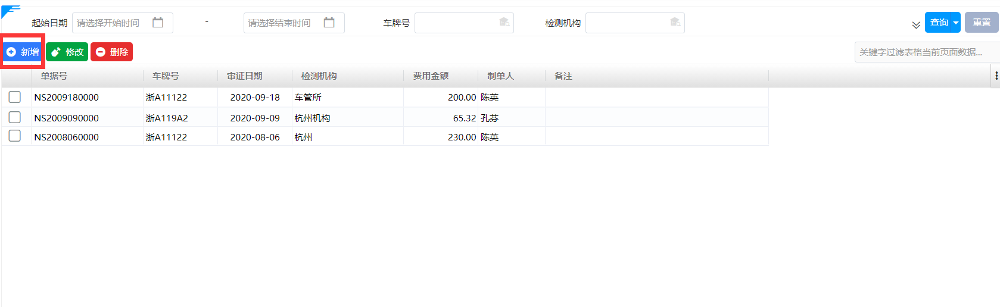 起始日期 请选择开始时间 - 请选择结束时间 车牌号 检测机构 查询 重置
新增 修改 删除 关键字过滤表格当前页面数据...
单据号 车牌号 审证日期 检测机构 费用金额 制单人 备注
NS2009180000 浙A11122 2020-09-18 车管所 200.00 陈英
NS2009090000 浙A119A2 2020-09-09 杭州机构 65.32 孔芬
NS2008060000 浙A11122 2020-08-06 杭州 230.00 陈英